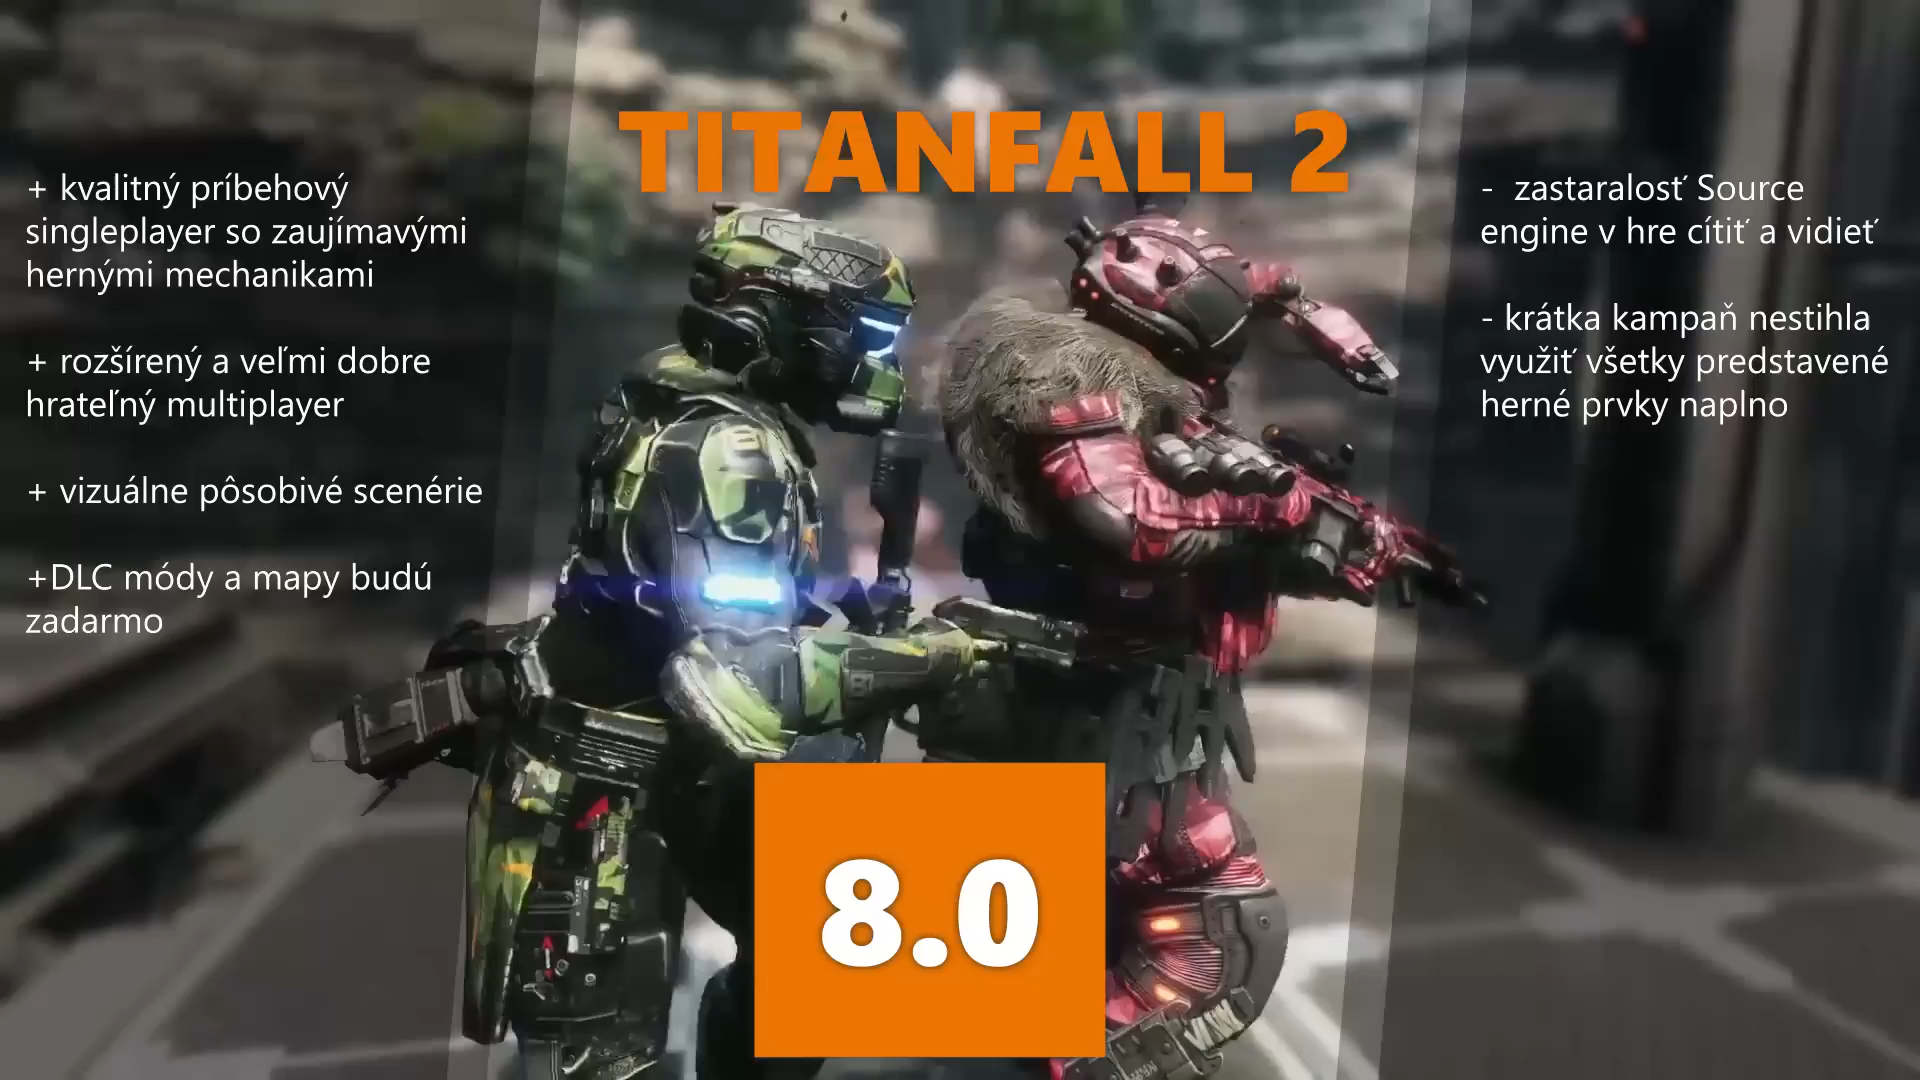 TITANFALL 2
+ kvalitný príbehový
singleplayer so zaujímavými
hernými mechanikami
+ rozšírený a veľmi dobre
hrateľný multiplayer
+ vizuálne pôsobivé scenérie
+DLC módy a mapy budú
zadarmo
-  zastaralosť Source
engine v hre cítiť a vidieť
- krátka kampaň nestihla
využiť všetky predstavené
herné prvky naplno
8.0